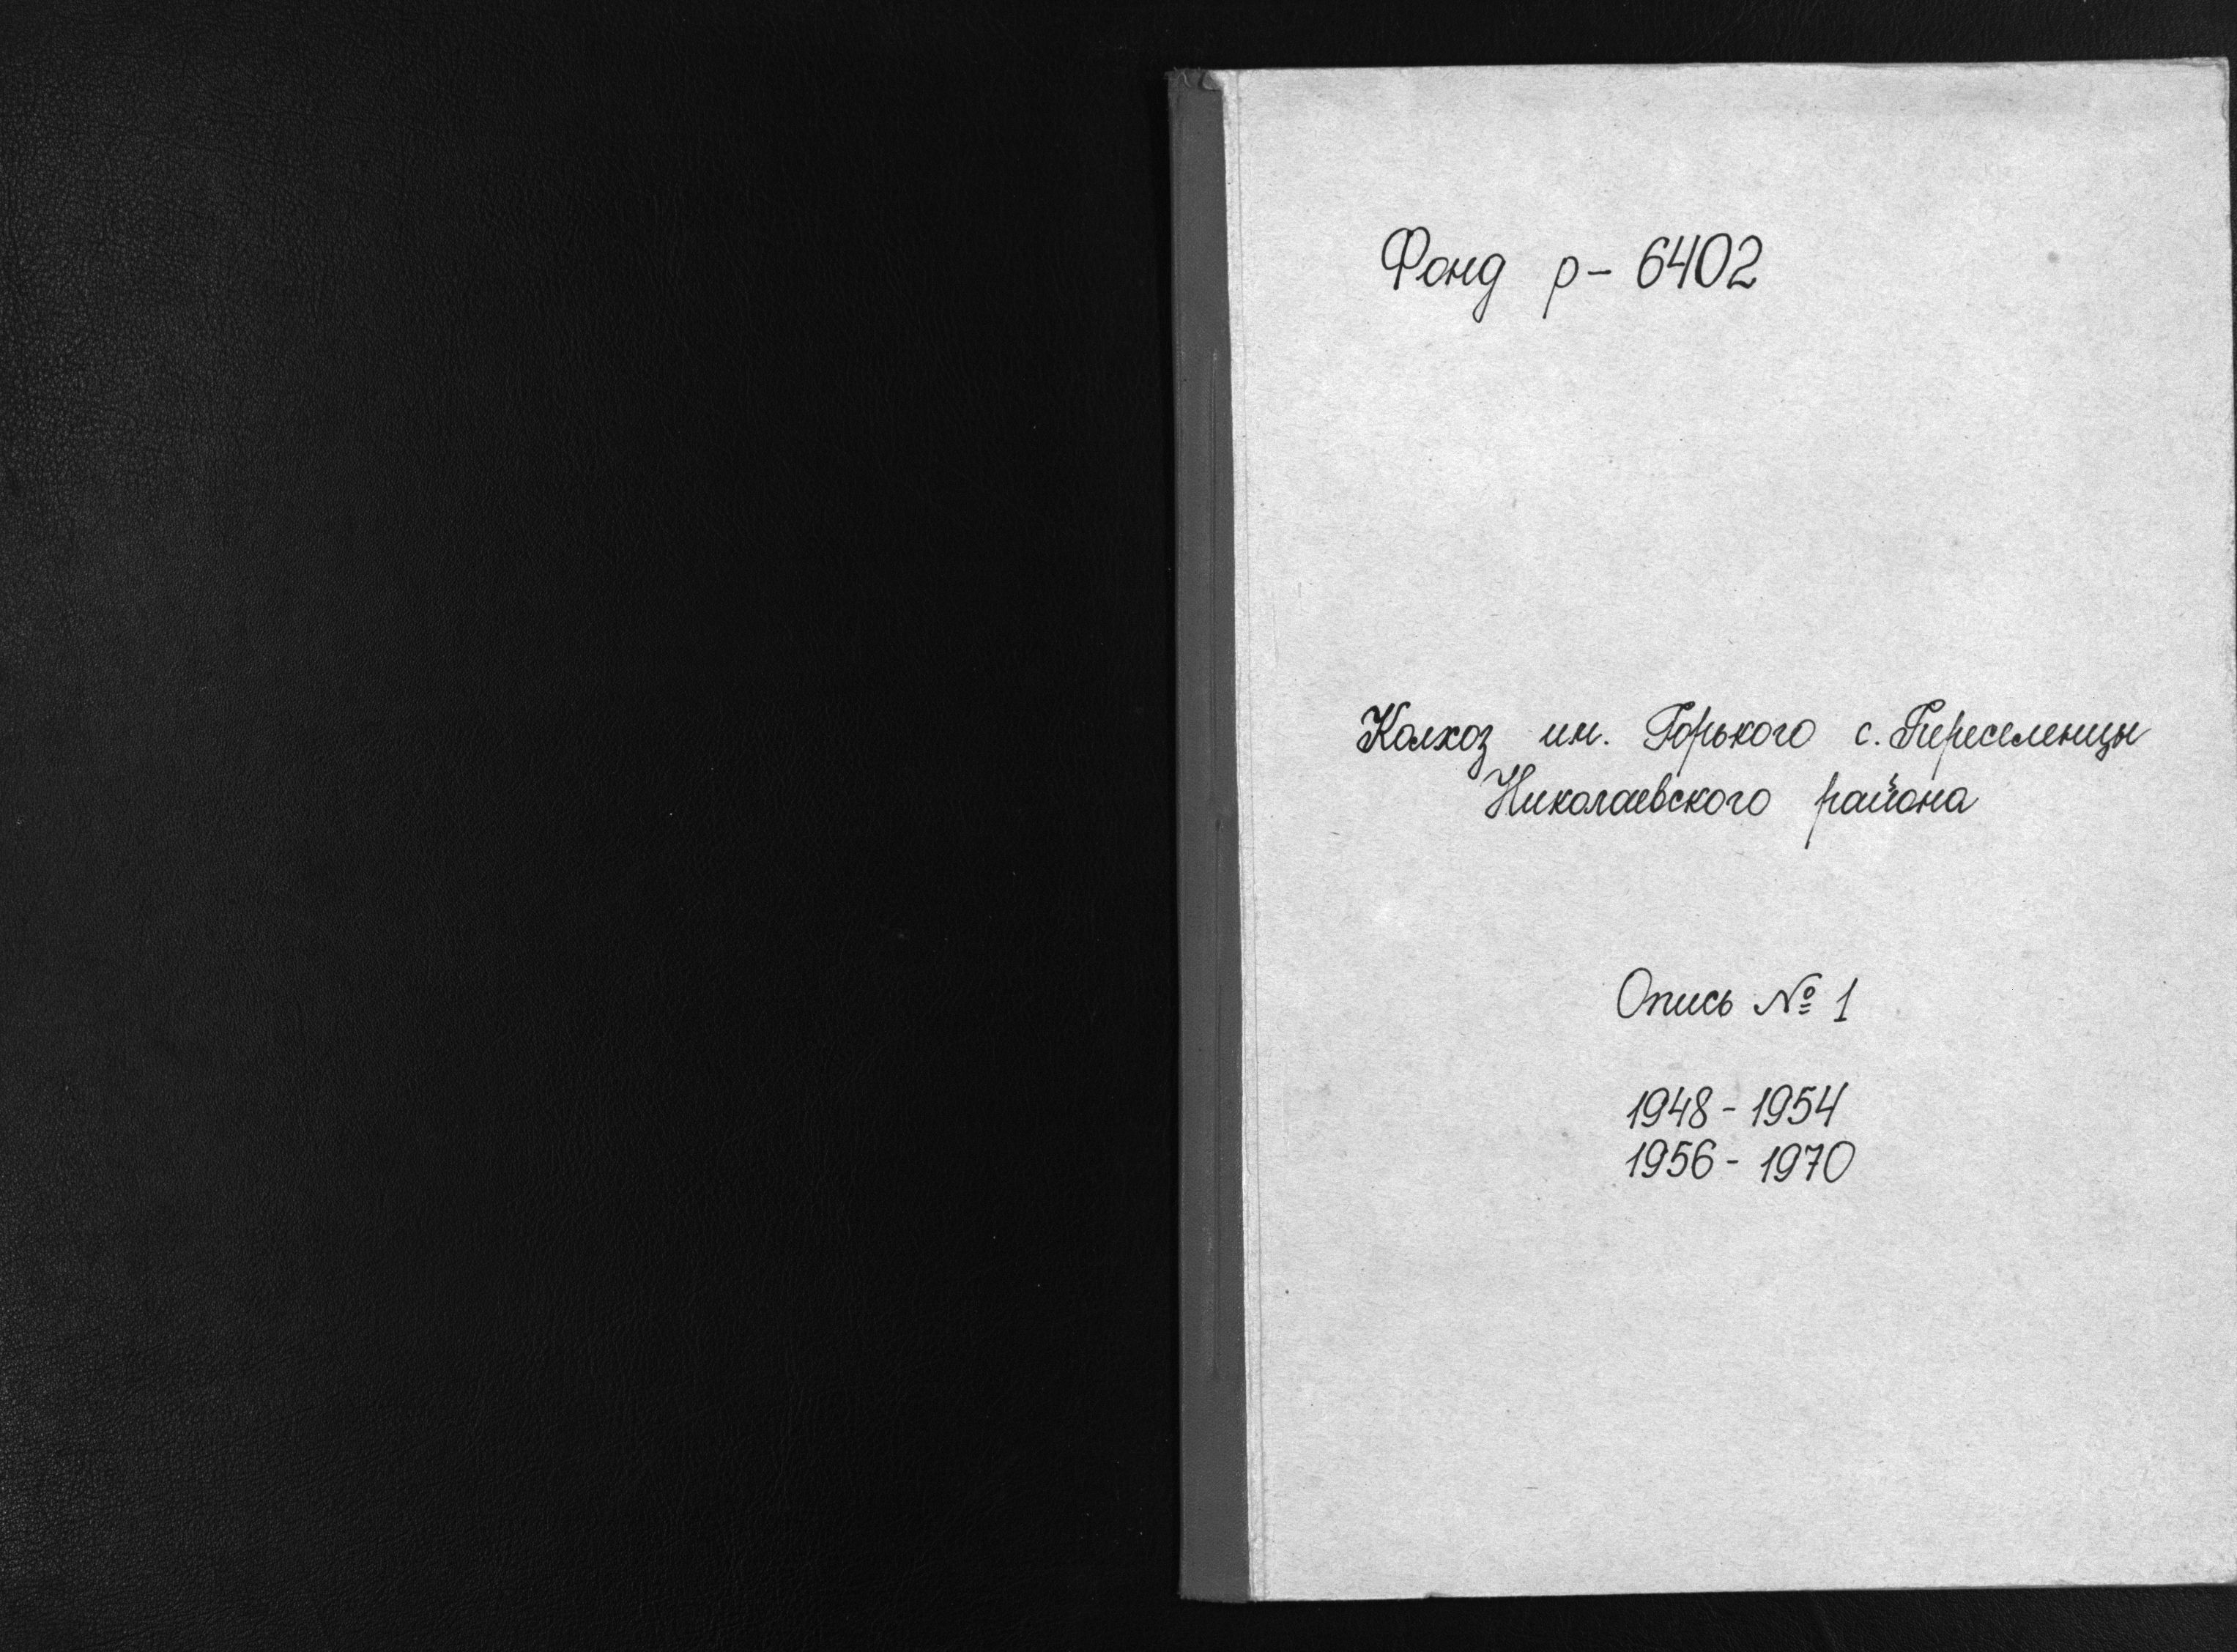 Фонд р- 6402
Колхоз им. Горького с. Переселенцы
Николаевского района
Опись № 1
1948 - 1954
1956 - 1970